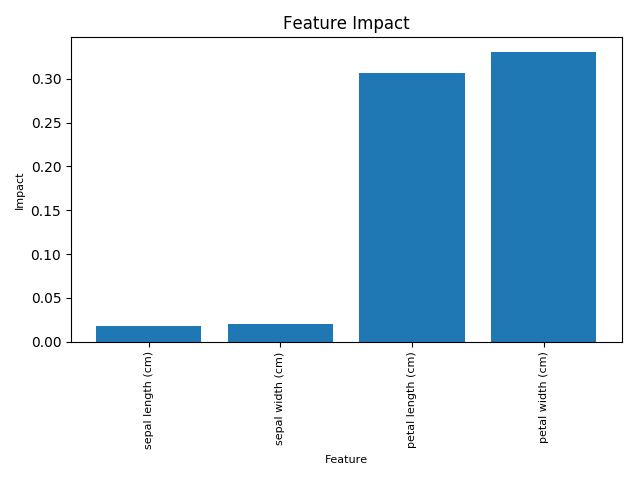 Feature Impact
Impact
0.30
0.25
0.20
0.15
0.10
0.05
0.00
sepal length (cm)
sepal width (cm)
petal length (cm)
petal width (cm)
Feature